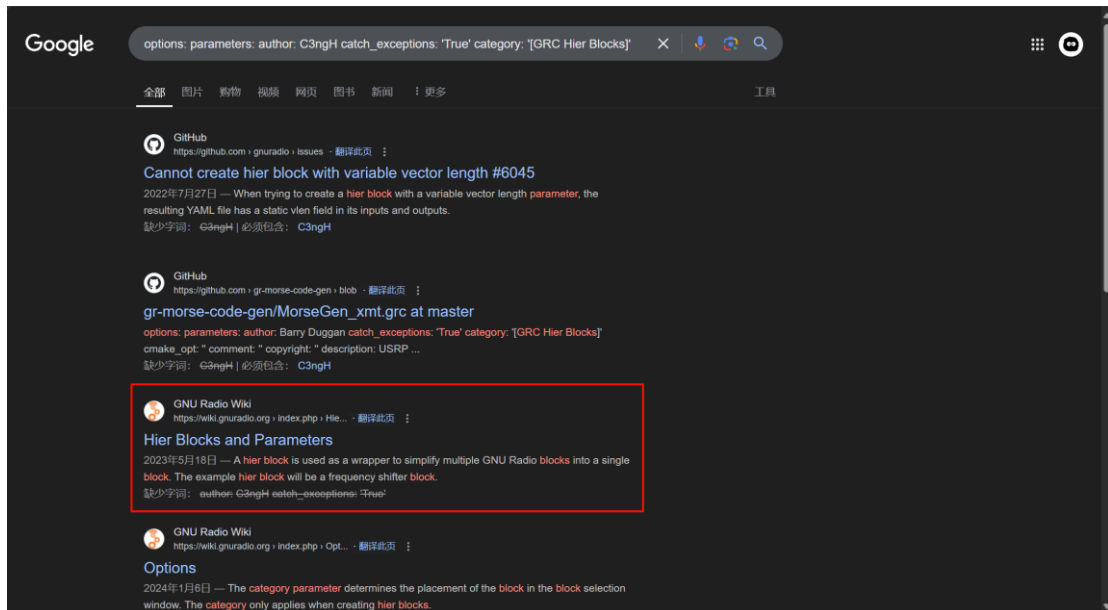 Google
options: parameters: author: C3ngH catch_exceptions: 'True' category: '[GRC Hier Blocks]'
全部 图片 购物 视频 网页 图书 新闻 ⋮ 更多 工具
GitHub
https://github.com › gnuradio › issues · 翻译此页
Cannot create hier block with variable vector length #6045
2022年7月27日 — When trying to create a hier block with a variable vector length parameter, the
resulting YAML file has a static vlen field in its inputs and outputs.
缺少字词： C3ngH | 必须包含： C3ngH
GitHub
https://github.com › gr-morse-code-gen › blob · 翻译此页
gr-morse-code-gen/MorseGen_xmt.grc at master
options: parameters: author: Barry Duggan catch_exceptions: 'True' category: '[GRC Hier Blocks]'
cmake_opt: '' comment: '' copyright: '' description: USRP ...
缺少字词： C3ngH | 必须包含： C3ngH
GNU Radio Wiki
https://wiki.gnuradio.org › index.php › Hie... · 翻译此页
Hier Blocks and Parameters
2023年5月18日 — A hier block is used as a wrapper to simplify multiple GNU Radio blocks into a single
block. The example hier block will be a frequency shifter block.
缺少字词： author: C3ngH catch_exceptions: 'True'
GNU Radio Wiki
https://wiki.gnuradio.org › index.php › Opt... · 翻译此页
Options
2024年1月6日 — The category parameter determines the placement of the block in the block selection
window. The category only applies when creating hier blocks.